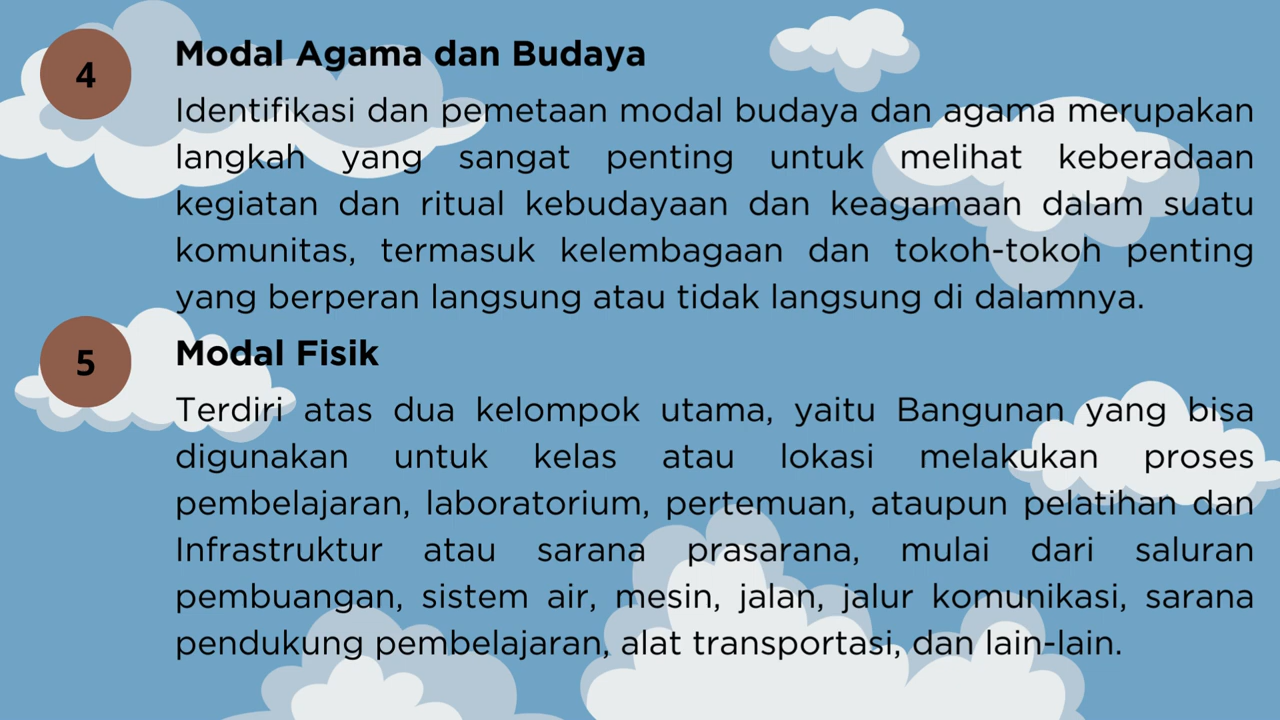 4
Modal Agama dan Budaya
Identifikasi dan pemetaan modal budaya dan agama merupakan
langkah yang sangat penting untuk melihat keberadaan
kegiatan dan ritual kebudayaan dan keagamaan dalam suatu
komunitas, termasuk kelembagaan dan tokoh-tokoh penting
yang berperan langsung atau tidak langsung di dalamnya.
5
Modal Fisik
Terdiri atas dua kelompok utama, yaitu Bangunan yang bisa
digunakan untuk kelas atau lokasi melakukan proses
pembelajaran, laboratorium, pertemuan, ataupun pelatihan dan
Infrastruktur atau sarana prasarana, mulai dari saluran
pembuangan, sistem air, mesin, jalan, jalur komunikasi, sarana
pendukung pembelajaran, alat transportasi, dan lain-lain.